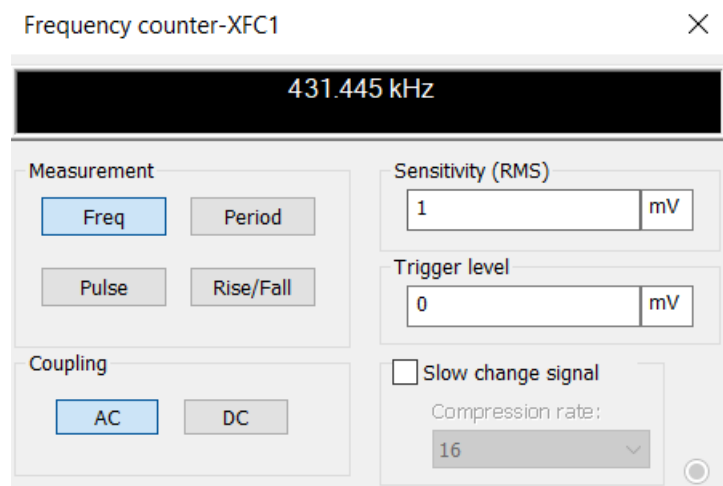 Frequency counter-XFC1
431.445 kHz
Measurement
Freq
Period
Pulse
Rise/Fall
Coupling
AC
DC
Sensitivity (RMS)
1
mV
Trigger level
0
mV
Slow change signal
Compression rate:
16